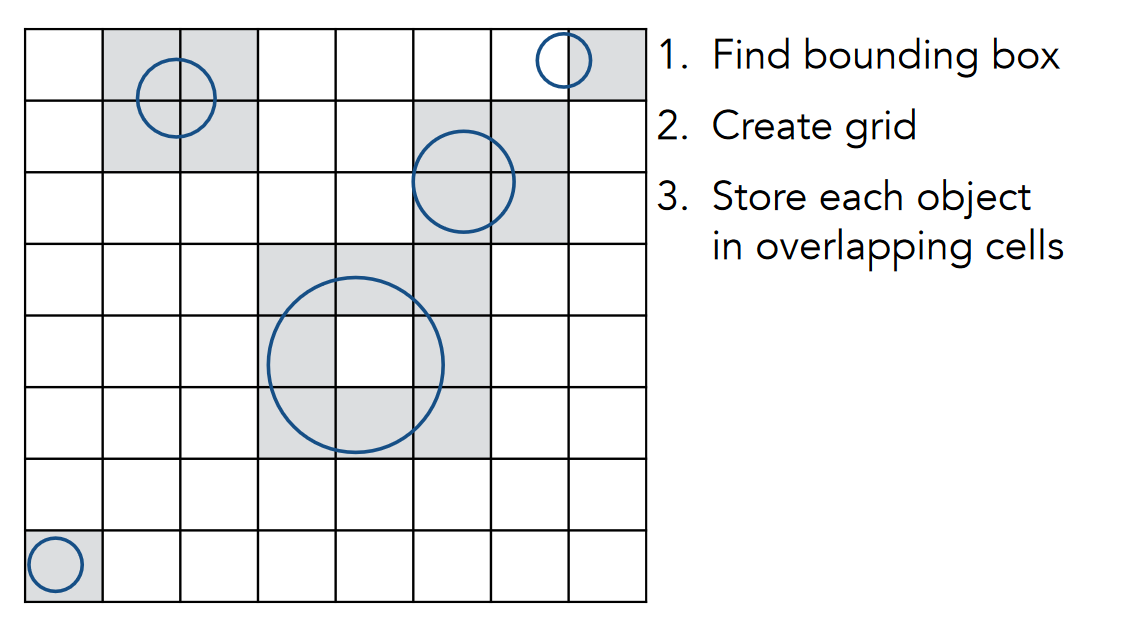 1. Find bounding box
2. Create grid
3. Store each object
in overlapping cells